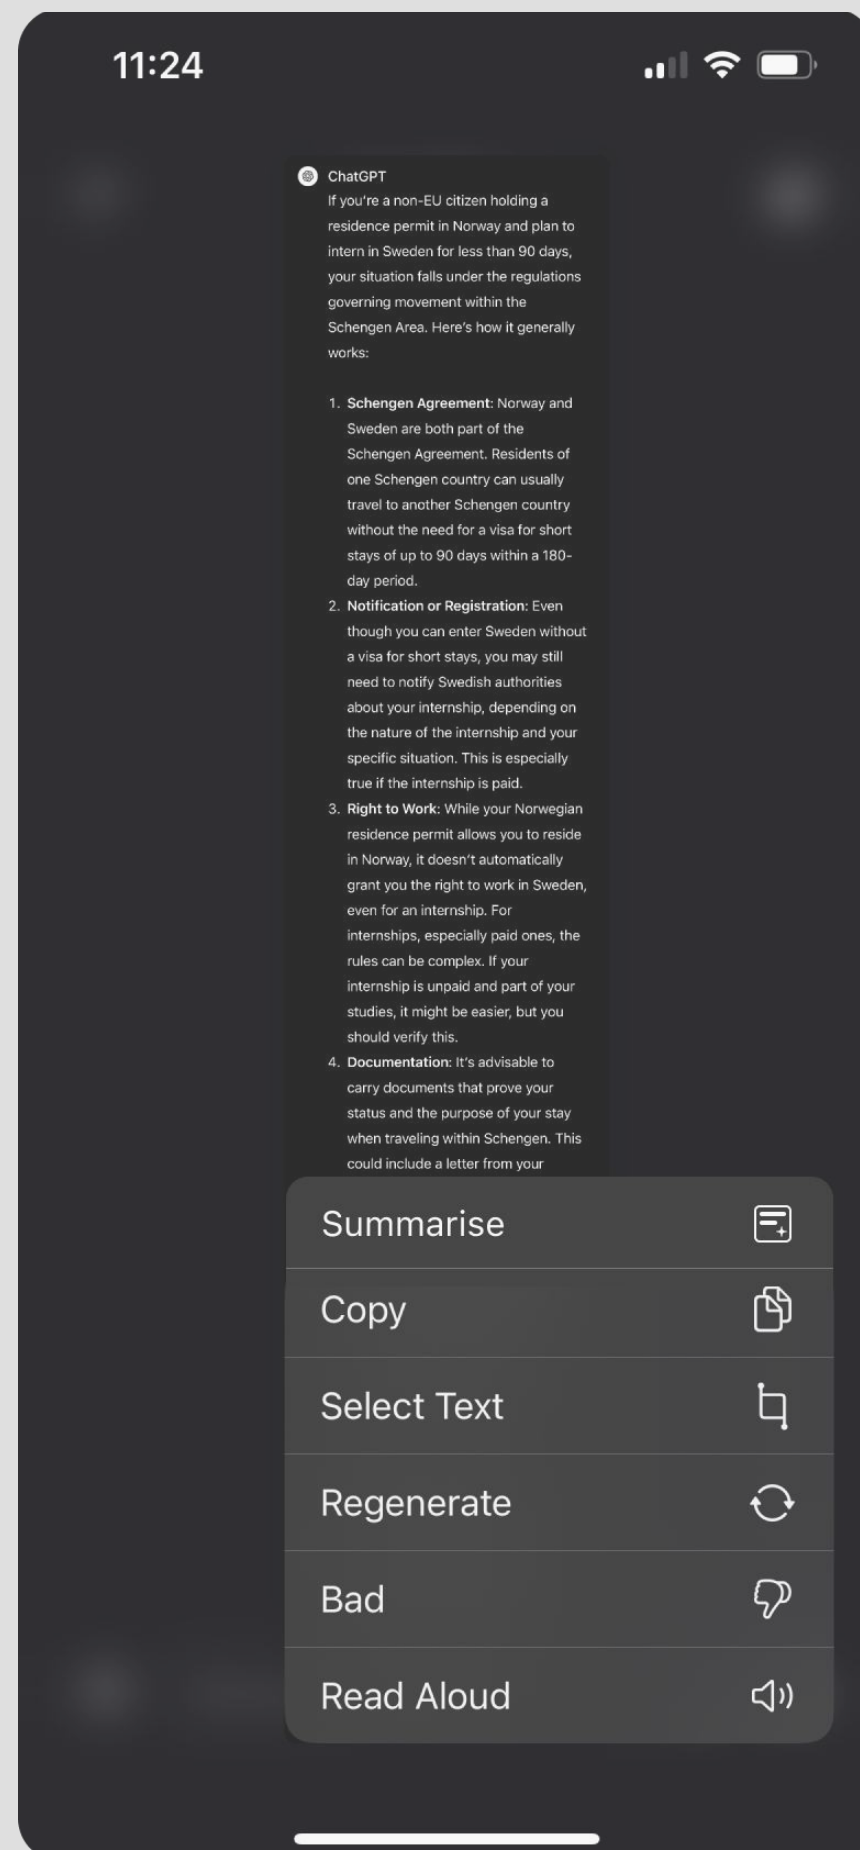 11:24
ChatGPT
If you're a non-EU citizen holding a
residence permit in Norway and plan to
intern in Sweden for less than 90 days,
your situation falls under the regulations
governing movement within the
Schengen Area. Here's how it generally
works:
1. Schengen Agreement: Norway and
Sweden are both part of the
Schengen Agreement. Residents of
one Schengen country can usually
travel to another Schengen country
without the need for a visa for short
stays of up to 90 days within a 180-
day period.
2. Notification or Registration: Even
though you can enter Sweden without
a visa for short stays, you may still
need to notify Swedish authorities
about your internship, depending on
the nature of the internship and your
specific situation. This is especially
true if the internship is paid.
3. Right to Work: While your Norwegian
residence permit allows you to reside
in Norway, it doesn't automatically
grant you the right to work in Sweden,
even for an internship. For
internships, especially paid ones, the
rules can be complex. If your
internship is unpaid and part of your
studies, it might be easier, but you
should verify this.
4. Documentation: It's advisable to
carry documents that prove your
status and the purpose of your stay
when traveling within Schengen. This
could include a letter from your
Summarise
Copy
Select Text
Regenerate
Bad
Read Aloud